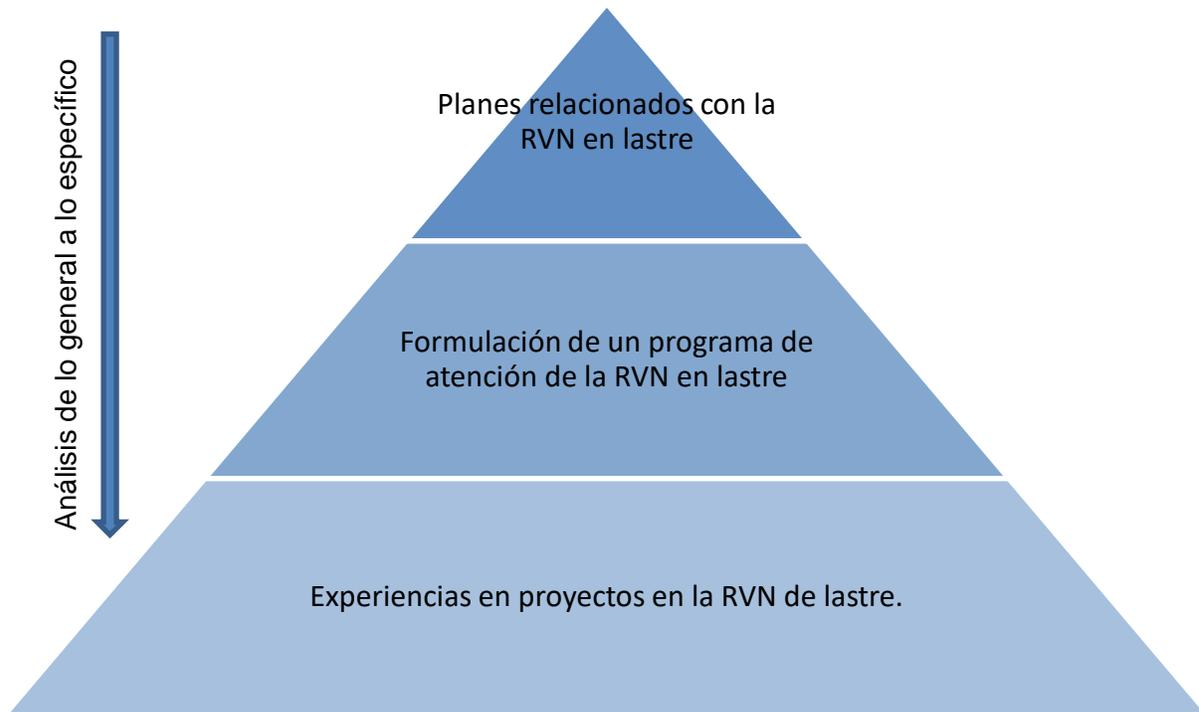 Análisis de lo general a lo específico
Planes relacionados con la
RVN en lastre
Formulación de un programa de
atención de la RVN en lastre
Experiencias en proyectos en la RVN de lastre.